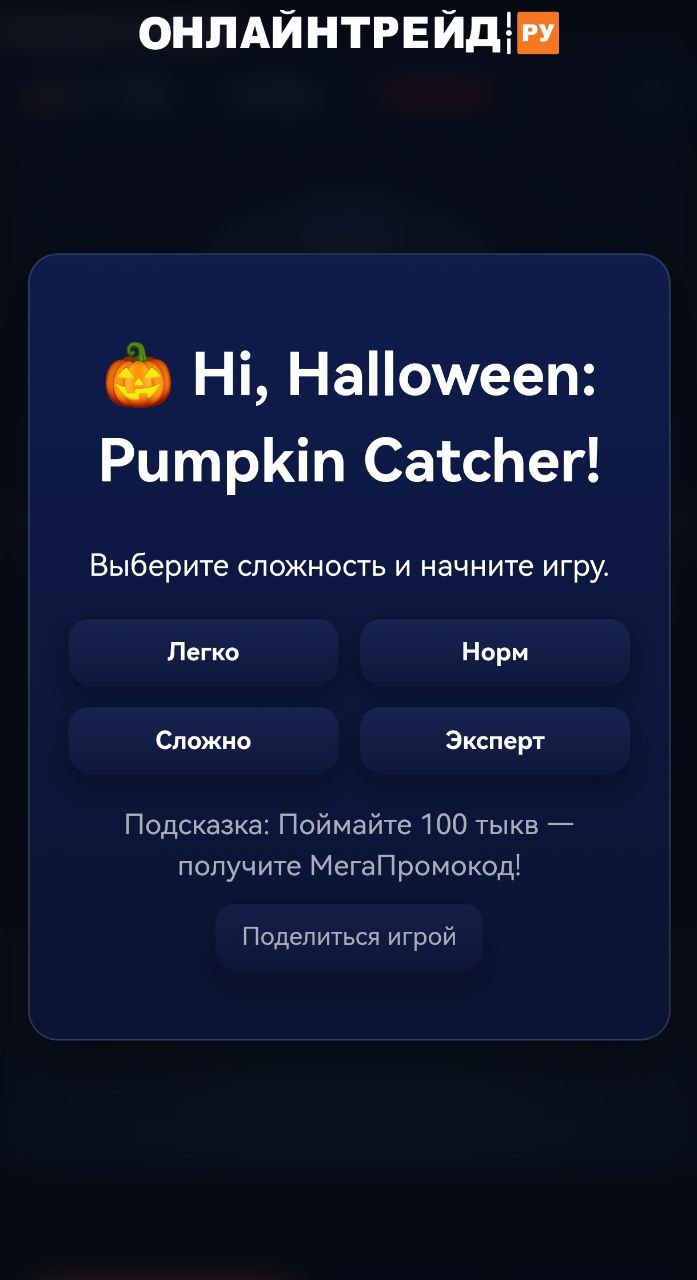 ОНЛАЙНТРЕЙД РУ
Hi, Halloween:
Pumpkin Catcher!
Выберите сложность и начните игру.
Легко
Норм
Сложно
Эксперт
Подсказка: Поймайте 100 тыкв —
получите МегаПромокод!
Поделиться игрой